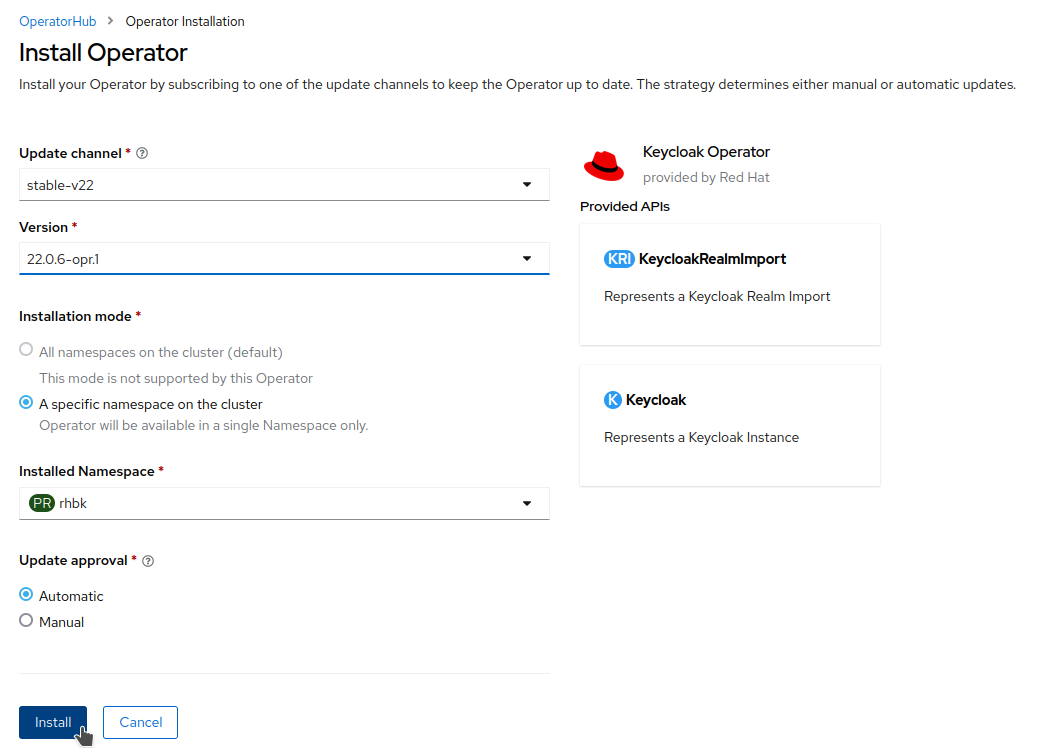 OperatorHub > Operator Installation
Install Operator
Install your Operator by subscribing to one of the update channels to keep the Operator up to date. The strategy determines either manual or automatic updates.
Update channel *
stable-v22
Version *
22.0.6-opr.1
Installation mode *
All namespaces on the cluster (default)
This mode is not supported by this Operator
A specific namespace on the cluster
Operator will be available in a single Namespace only.
Installed Namespace *
PR rhbk
Update approval *
Automatic
Manual
Install Cancel
Keycloak Operator
provided by Red Hat
Provided APIs
KRI KeycloakRealmImport
Represents a Keycloak Realm Import
K Keycloak
Represents a Keycloak Instance